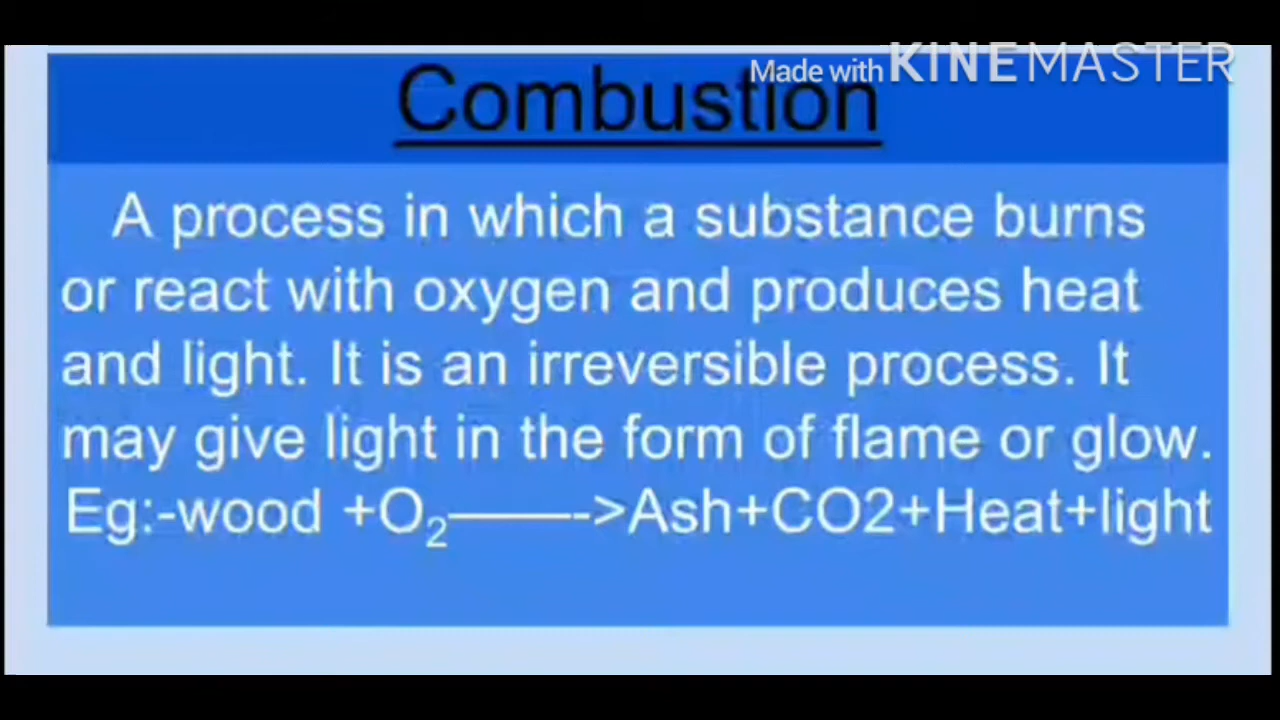 Made with KINEMASTER
Combustion
A process in which a substance burns
or react with oxygen and produces heat
and light. It is an irreversible process. It
may give light in the form of flame or glow.
Eg:-wood +O₂——->Ash+CO2+Heat+light